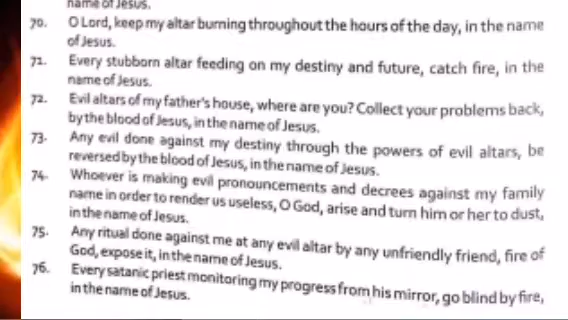 name of Jesus.
70. O Lord, keep my altar burning throughout the hours of the day, in the name
of Jesus.
71. Every stubborn altar feeding on my destiny and future, catch fire, in the
name of Jesus.
72. Evil altars of my father's house, where are you? Collect your problems back,
by the blood of Jesus, in the name of Jesus.
73. Any evil done against my destiny through the powers of evil altars, be
reversed by the blood of Jesus, in the name of Jesus.
74. Whoever is making evil pronouncements and decrees against my family
name in order to render us useless, O God, arise and turn him or her to dust,
in the name of Jesus.
75. Any ritual done against me at any evil altar by any unfriendly friend, fire of
God, expose it, in the name of Jesus.
76. Every satanic priest monitoring my progress from his mirror, go blind by fire,
in the name of Jesus.